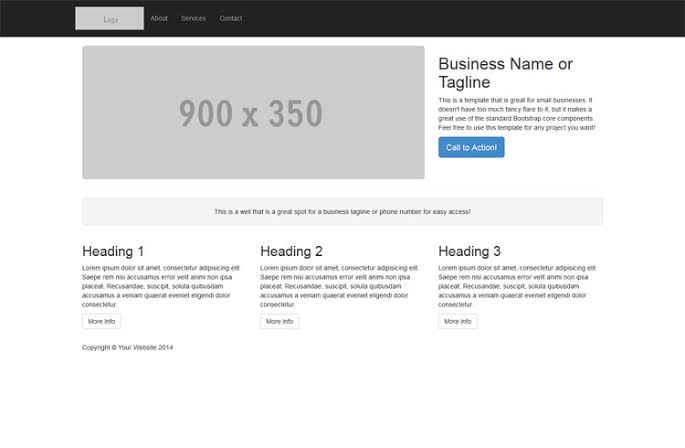 Logo About Services Contact
900 x 350
Business Name or
Tagline
This is a template that is great for small businesses. It
doesn't have too much fancy flare to it, but it makes a
great use of the standard Bootstrap core components.
Feel free to use this template for any project you want!
Call to Action!
This is a well that is a great spot for a business tagline or phone number for easy access!
Heading 1
Lorem ipsum dolor sit amet, consectetur adipisicing elit.
Saepe rem nisi accusamus error velit animi non ipsa
placeat. Recusandae, suscipit, soluta quibusdam
accusamus a veniam quaerat eveniet eligendi dolor
consectetur.
More Info
Heading 2
Lorem ipsum dolor sit amet, consectetur adipisicing elit.
Saepe rem nisi accusamus error velit animi non ipsa
placeat. Recusandae, suscipit, soluta quibusdam
accusamus a veniam quaerat eveniet eligendi dolor
consectetur.
More Info
Heading 3
Lorem ipsum dolor sit amet, consectetur adipisicing elit.
Saepe rem nisi accusamus error velit animi non ipsa
placeat. Recusandae, suscipit, soluta quibusdam
accusamus a veniam quaerat eveniet eligendi dolor
consectetur.
More Info
Copyright © Your Website 2014